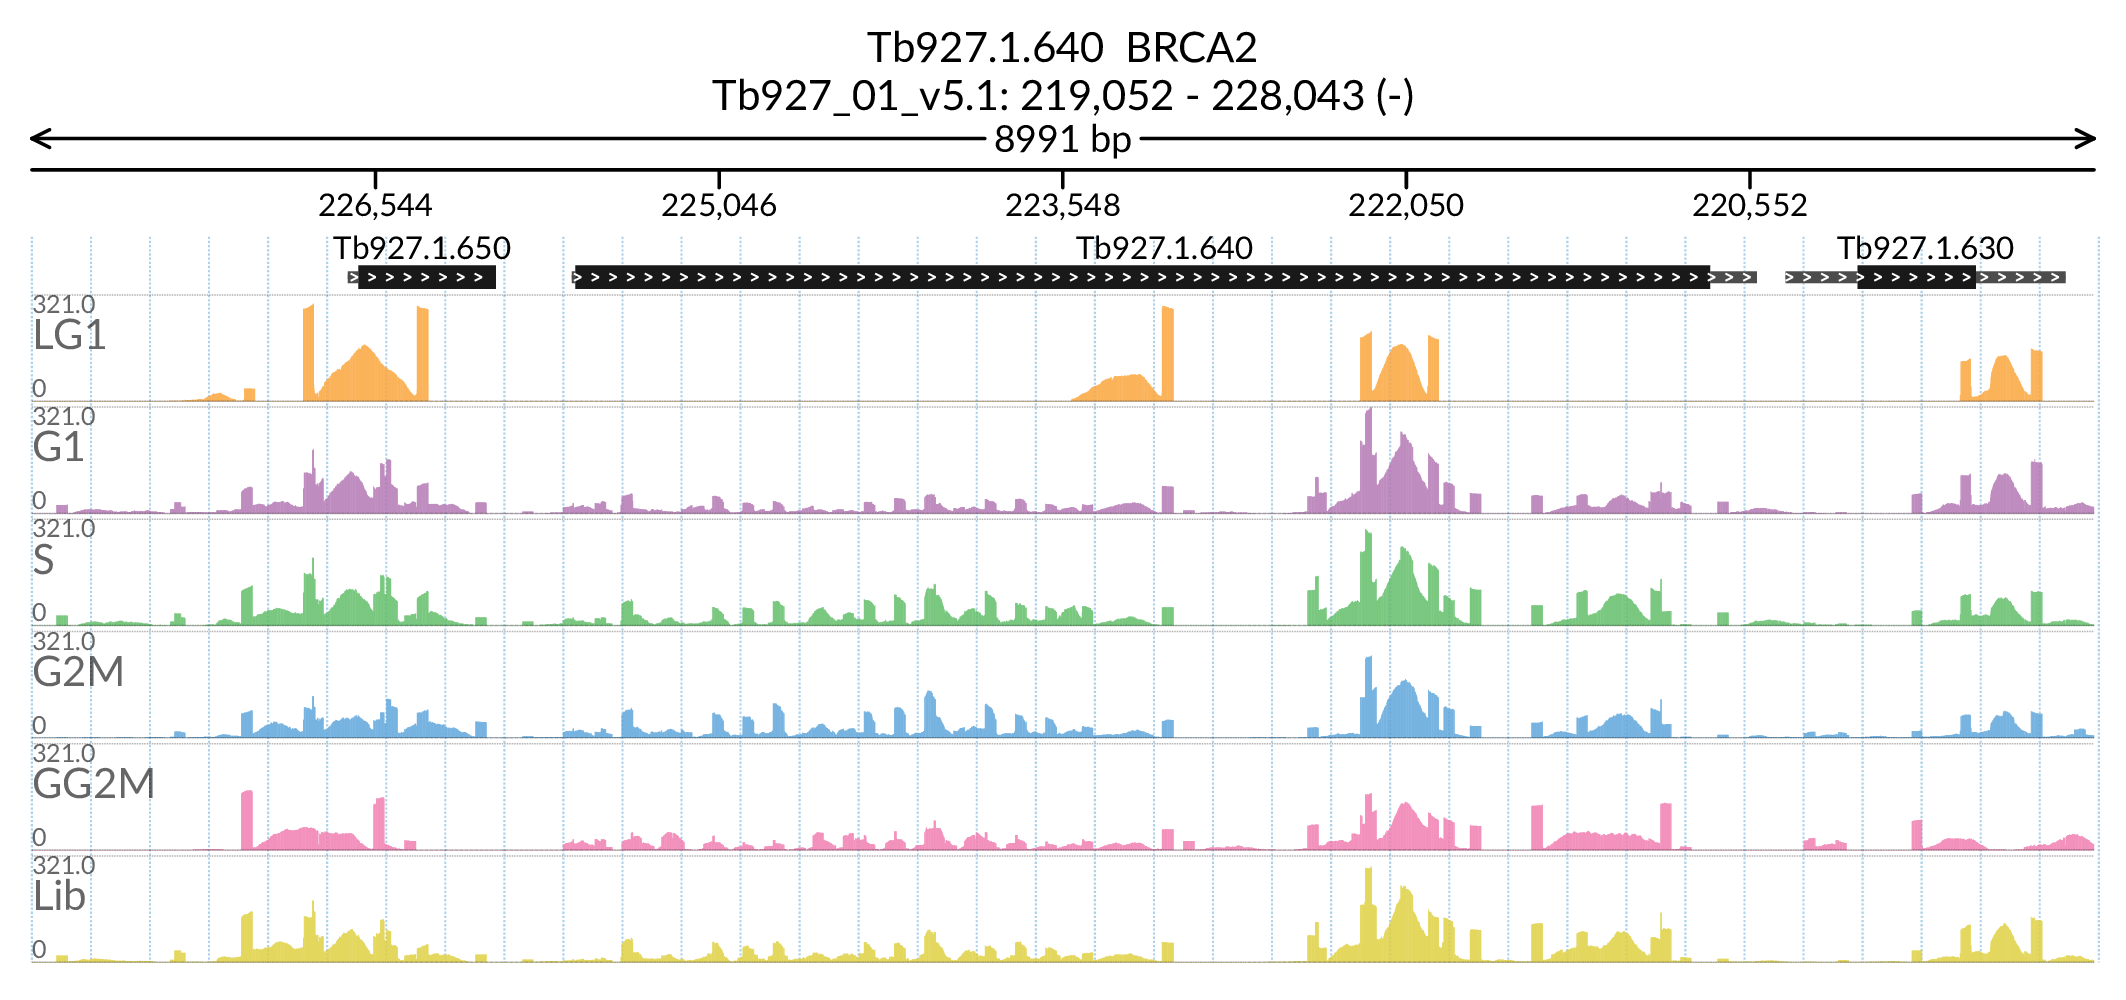 Tb927.1.640 BRCA2
Tb927_01_v5.1: 219,052 - 228,043 (-)
8991 bp
226,544 225,046 223,548 222,050 220,552
Tb927.1.650 Tb927.1.640 Tb927.1.630
321.0
LG1
0
321.0
G1
0
321.0
S
0
321.0
G2M
0
321.0
GG2M
0
321.0
Lib
0